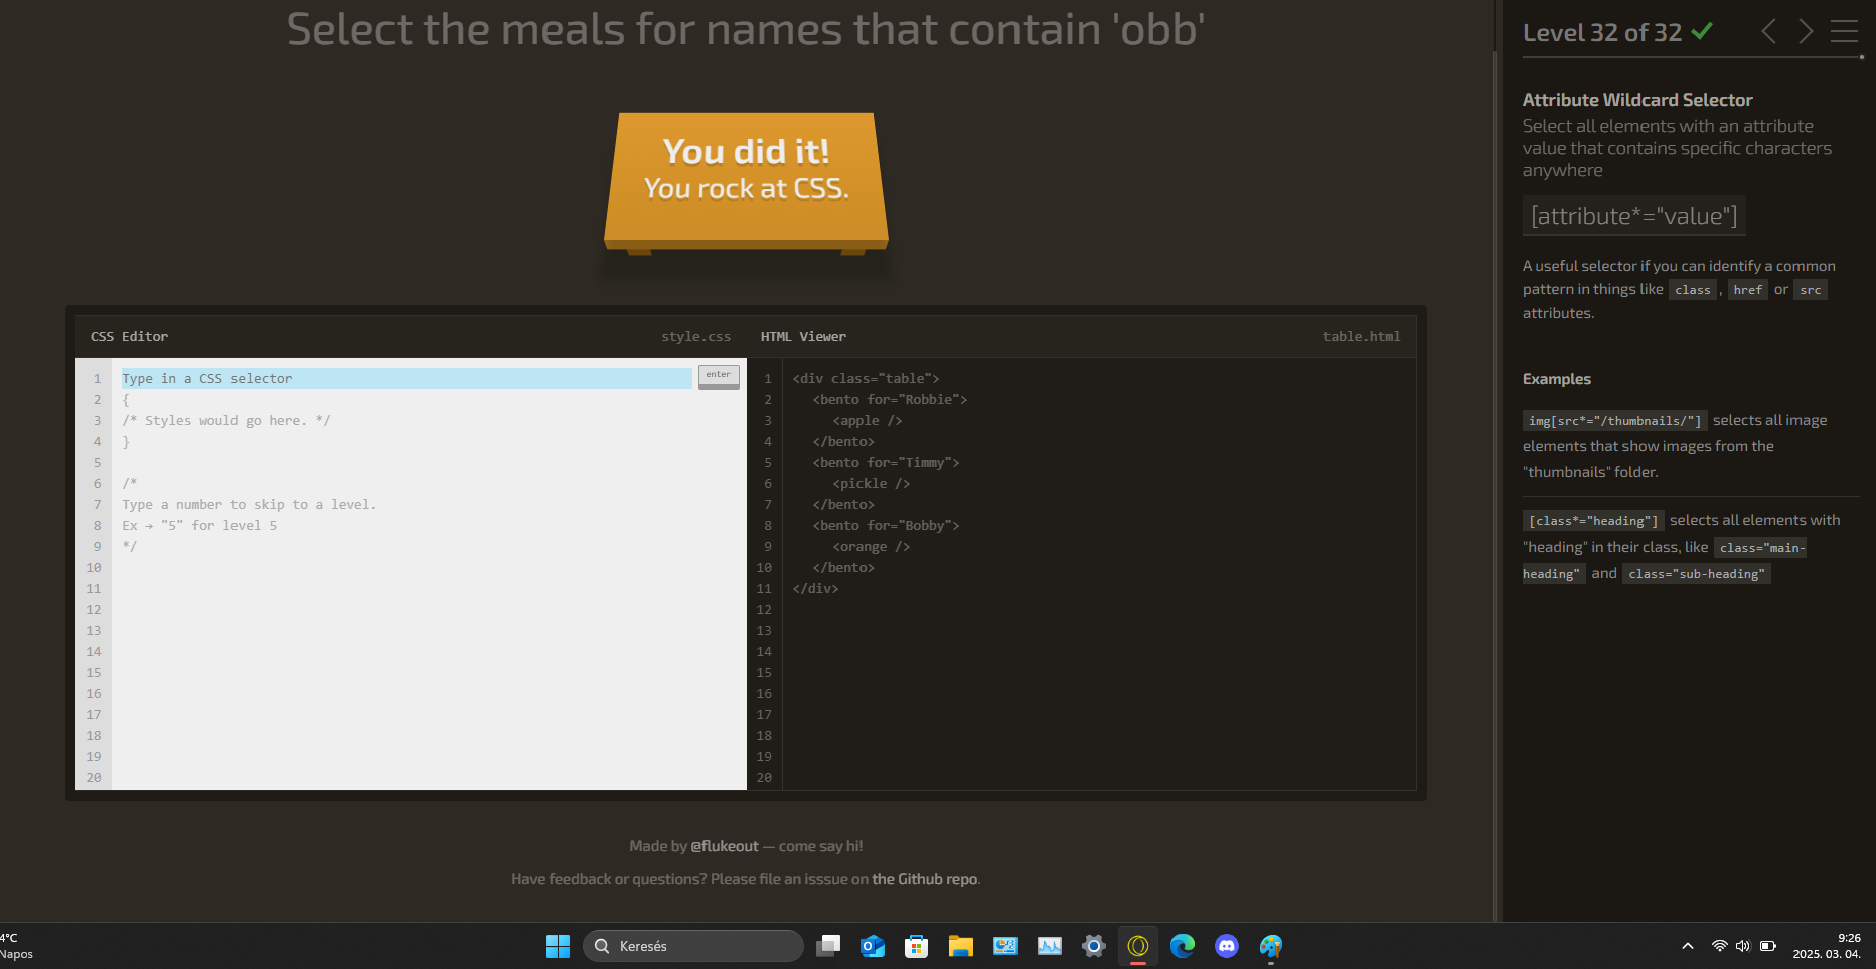 Select the meals for names that contain 'obb'
You did it!
You rock at CSS.
CSS Editor style.css
1 Type in a CSS selector enter
2 {
3 /* Styles would go here. */
4 }
5
6 /*
7 Type a number to skip to a level.
8 Ex → "5" for level 5
9 */
10
11
12
13
14
15
16
17
18
19
20
HTML Viewer table.html
1 <div class="table">
2 <bento for="Robbie">
3 <apple />
4 </bento>
5 <bento for="Timmy">
6 <pickle />
7 </bento>
8 <bento for="Bobby">
9 <orange />
10 </bento>
11 </div>
12
13
14
15
16
17
18
19
20
Made by @flukeout — come say hi!
Have feedback or questions? Please file an isssue on the Github repo.
Level 32 of 32
Attribute Wildcard Selector
Select all elements with an attribute
value that contains specific characters
anywhere
[attribute*="value"]
A useful selector if you can identify a common
pattern in things like class , href or src
attributes.
Examples
img[src*="/thumbnails/"] selects all image
elements that show images from the
"thumbnails" folder.
[class*="heading"] selects all elements with
"heading" in their class, like class="main-
heading" and class="sub-heading"
4°C
Napos
Keresés
9:26
2025. 03. 04.